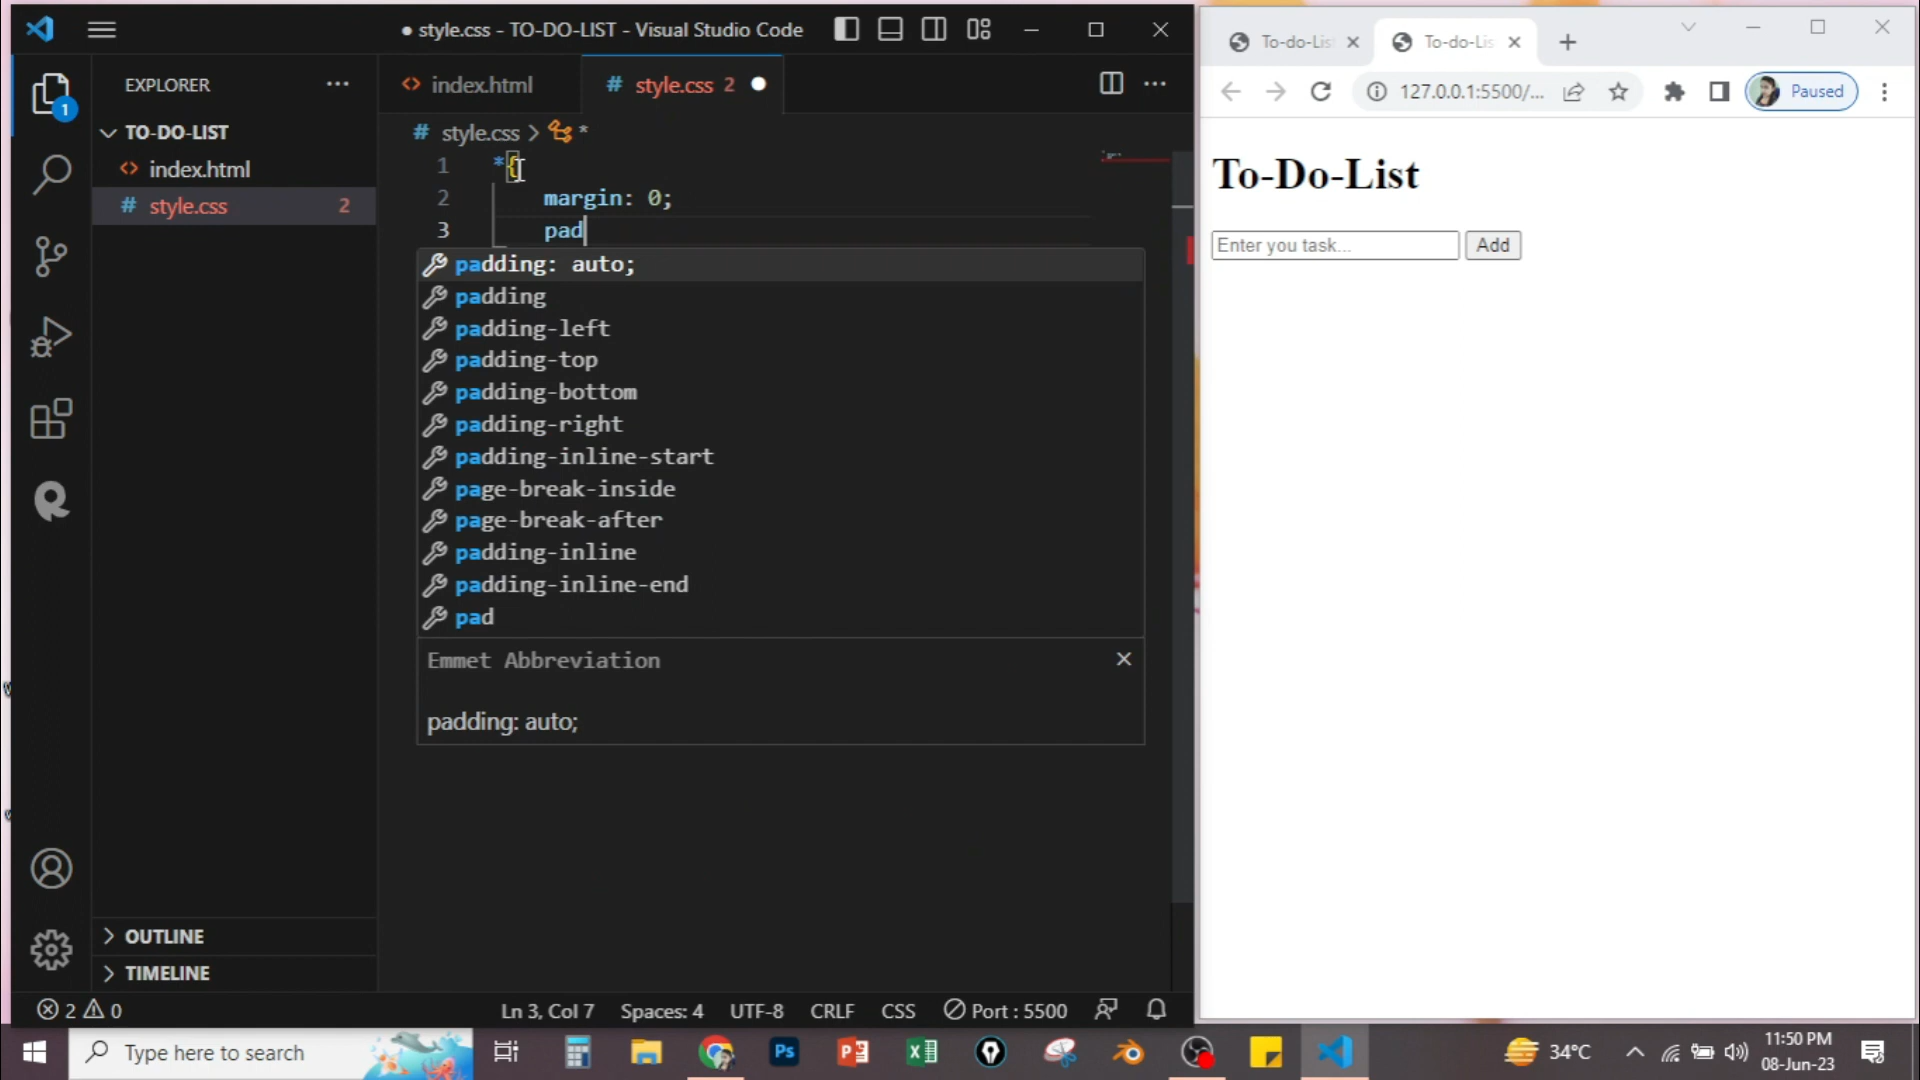 style.css - TO-DO-LIST - Visual Studio Code
EXPLORER
TO-DO-LIST
index.html
style.css 2
1
index.html
style.css 2
style.css > *
1 *{
2 margin: 0;
3 pad
padding: auto;
padding
padding-left
padding-top
padding-bottom
padding-right
padding-inline-start
page-break-inside
page-break-after
padding-inline
padding-inline-end
pad
Emmet Abbreviation
padding: auto;
OUTLINE
TIMELINE
2 0
Ln 3, Col 7 Spaces: 4 UTF-8 CRLF CSS Port : 5500
To-do-Lis
To-do-Lis
127.0.0.1:5500/...
Paused
To-Do-List
Enter you task... Add
Type here to search
Ps
34°C
11:50 PM
08-Jun-23